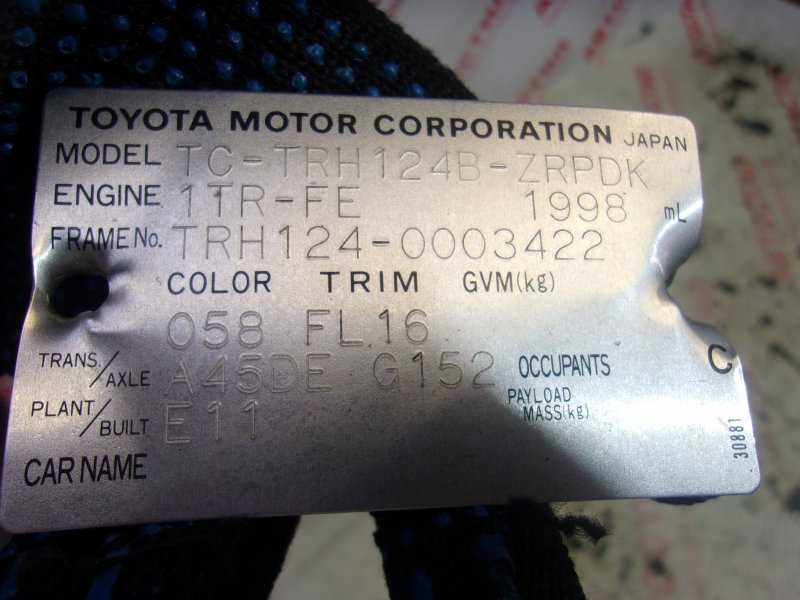 TOYOTA MOTOR CORPORATION JAPAN
MODEL TC-TRH124B-ZRPDK
ENGINE 1TR-FE 1998 mL
FRAME No. TRH124-0003422
COLOR TRIM GVM(kg)
058 FL16
TRANS./AXLE A45DE G152 OCCUPANTS C
PLANT/BUILT E11 PAYLOAD MASS(kg)
CAR NAME
30881